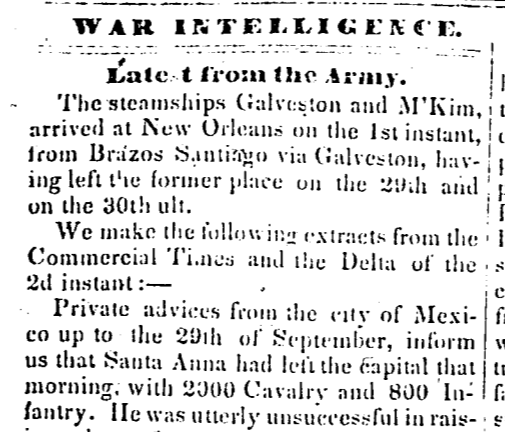 WAR INTELLIGENCE.
Latest from the Army.
The steamships Galveston and M'Kim,
arrived at New Orleans on the 1st instant,
from Brazos Santiago via Galveston, hav-
ing left the former place on the 29th and
on the 30th ult.
We make the following extracts from the
Commercial Times and the Delta of the
2d instant:—
Private advices from the city of Mexi-
co up to the 29th of September, inform
us that Santa Anna had left the capital that
morning, with 2000 Cavalry and 800 In-
fantry. He was utterly unsuccessful in rais-